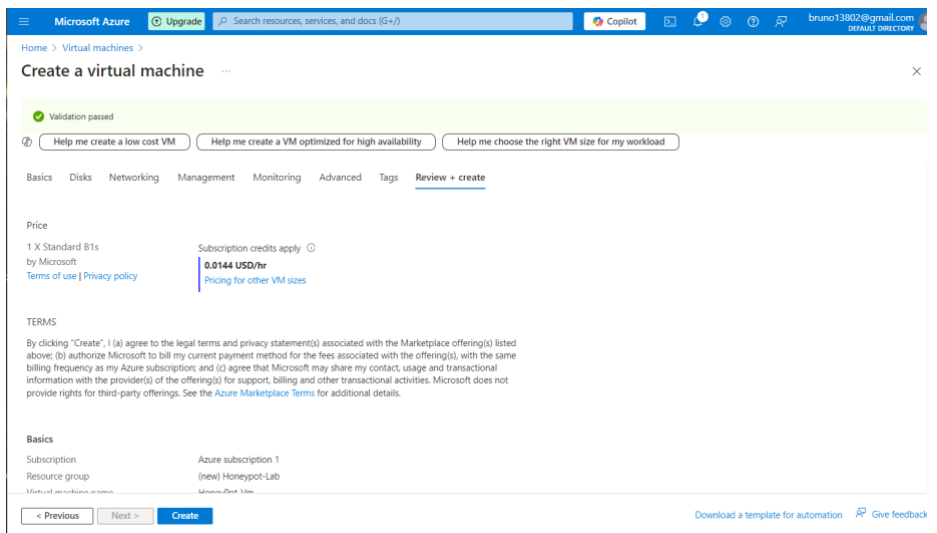 Microsoft Azure
Upgrade
Search resources, services, and docs (G+/)
Copilot
1
bruno13802@gmail.com
DEFAULT DIRECTORY
Home > Virtual machines >
Create a virtual machine ...
Validation passed
Help me create a low cost VM
Help me create a VM optimized for high availability
Help me choose the right VM size for my workload
Basics Disks Networking Management Monitoring Advanced Tags Review + create
Price
1 X Standard B1s
by Microsoft
Terms of use | Privacy policy
Subscription credits apply
0.0144 USD/hr
Pricing for other VM sizes
TERMS
By clicking "Create", I (a) agree to the legal terms and privacy statement(s) associated with the Marketplace offering(s) listed
above; (b) authorize Microsoft to bill my current payment method for the fees associated with the offering(s), with the same
billing frequency as my Azure subscription; and (c) agree that Microsoft may share my contact, usage and transactional
information with the provider(s) of the offering(s) for support, billing and other transactional activities. Microsoft does not
provide rights for third-party offerings. See the Azure Marketplace Terms for additional details.
Basics
Subscription Azure subscription 1
Resource group (new) Honeypot-Lab
Virtual machine name HoneyPot-Vm
< Previous
Next >
Create
Download a template for automation
Give feedback